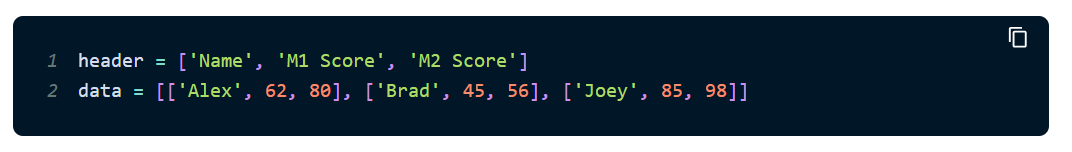 1 header = ['Name', 'M1 Score', 'M2 Score']
2 data = [['Alex', 62, 80], ['Brad', 45, 56], ['Joey', 85, 98]]